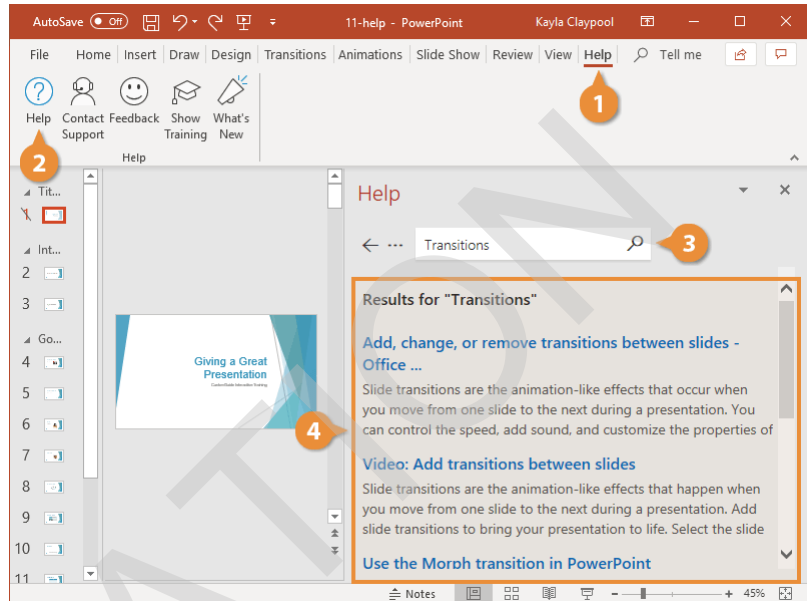 AutoSave Off 11-help - PowerPoint Kayla Claypool
File Home Insert Draw Design Transitions Animations Slide Show Review View Help Tell me
1
Help Contact Support Feedback Show Training What's New
2
Help
Tit...
Int...
2
3
Go...
4
5
6
7
8
9
10
11
Giving a Great
Presentation
CustomGuide Interactive Training
Help
Transitions
3
Results for "Transitions"
Add, change, or remove transitions between slides -
Office ...
Slide transitions are the animation-like effects that occur when
you move from one slide to the next during a presentation. You
can control the speed, add sound, and customize the properties of
4
Video: Add transitions between slides
Slide transitions are the animation-like effects that happen when
you move from one slide to the next during a presentation. Add
slide transitions to bring your presentation to life. Select the slide
Use the Morph transition in PowerPoint
Notes 45%